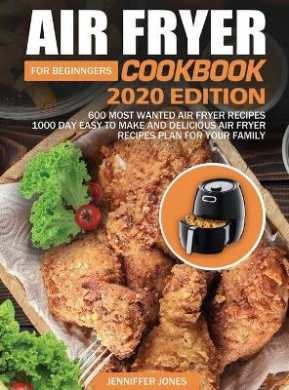 AIR FRYER
FOR BEGINNNGERS COOKBOOK
2020 EDITION
600 MOST WANTED AIR FRYER RECIPES
1000 DAY EASY TO MAKE AND DELICIOUS AIR FRYER
RECIPES PLAN FOR YOUR FAMILY
JENNIFFER JONES